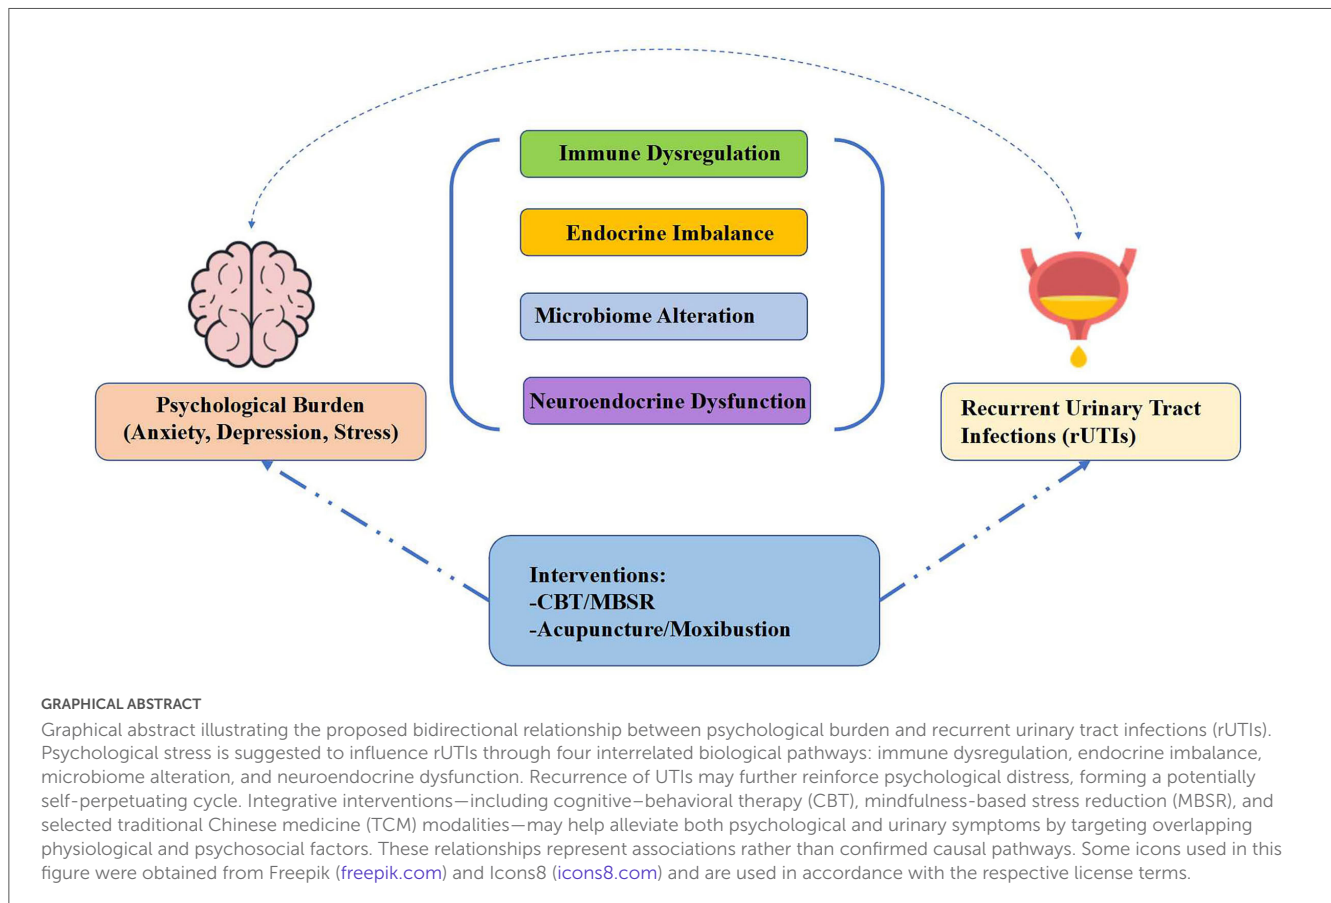 Immune Dysregulation
Endocrine Imbalance
Microbiome Alteration
Neuroendocrine Dysfunction
Psychological Burden
(Anxiety, Depression, Stress)
Recurrent Urinary Tract
Infections (rUTIs)
Interventions:
-CBT/MBSR
-Acupuncture/Moxibustion
GRAPHICAL ABSTRACT
Graphical abstract illustrating the proposed bidirectional relationship between psychological burden and recurrent urinary tract infections (rUTIs).
Psychological stress is suggested to influence rUTIs through four interrelated biological pathways: immune dysregulation, endocrine imbalance,
microbiome alteration, and neuroendocrine dysfunction. Recurrence of UTIs may further reinforce psychological distress, forming a potentially
self-perpetuating cycle. Integrative interventions—including cognitive–behavioral therapy (CBT), mindfulness-based stress reduction (MBSR), and
selected traditional Chinese medicine (TCM) modalities—may help alleviate both psychological and urinary symptoms by targeting overlapping
physiological and psychosocial factors. These relationships represent associations rather than confirmed causal pathways. Some icons used in this
figure were obtained from Freepik (freepik.com) and Icons8 (icons8.com) and are used in accordance with the respective license terms.